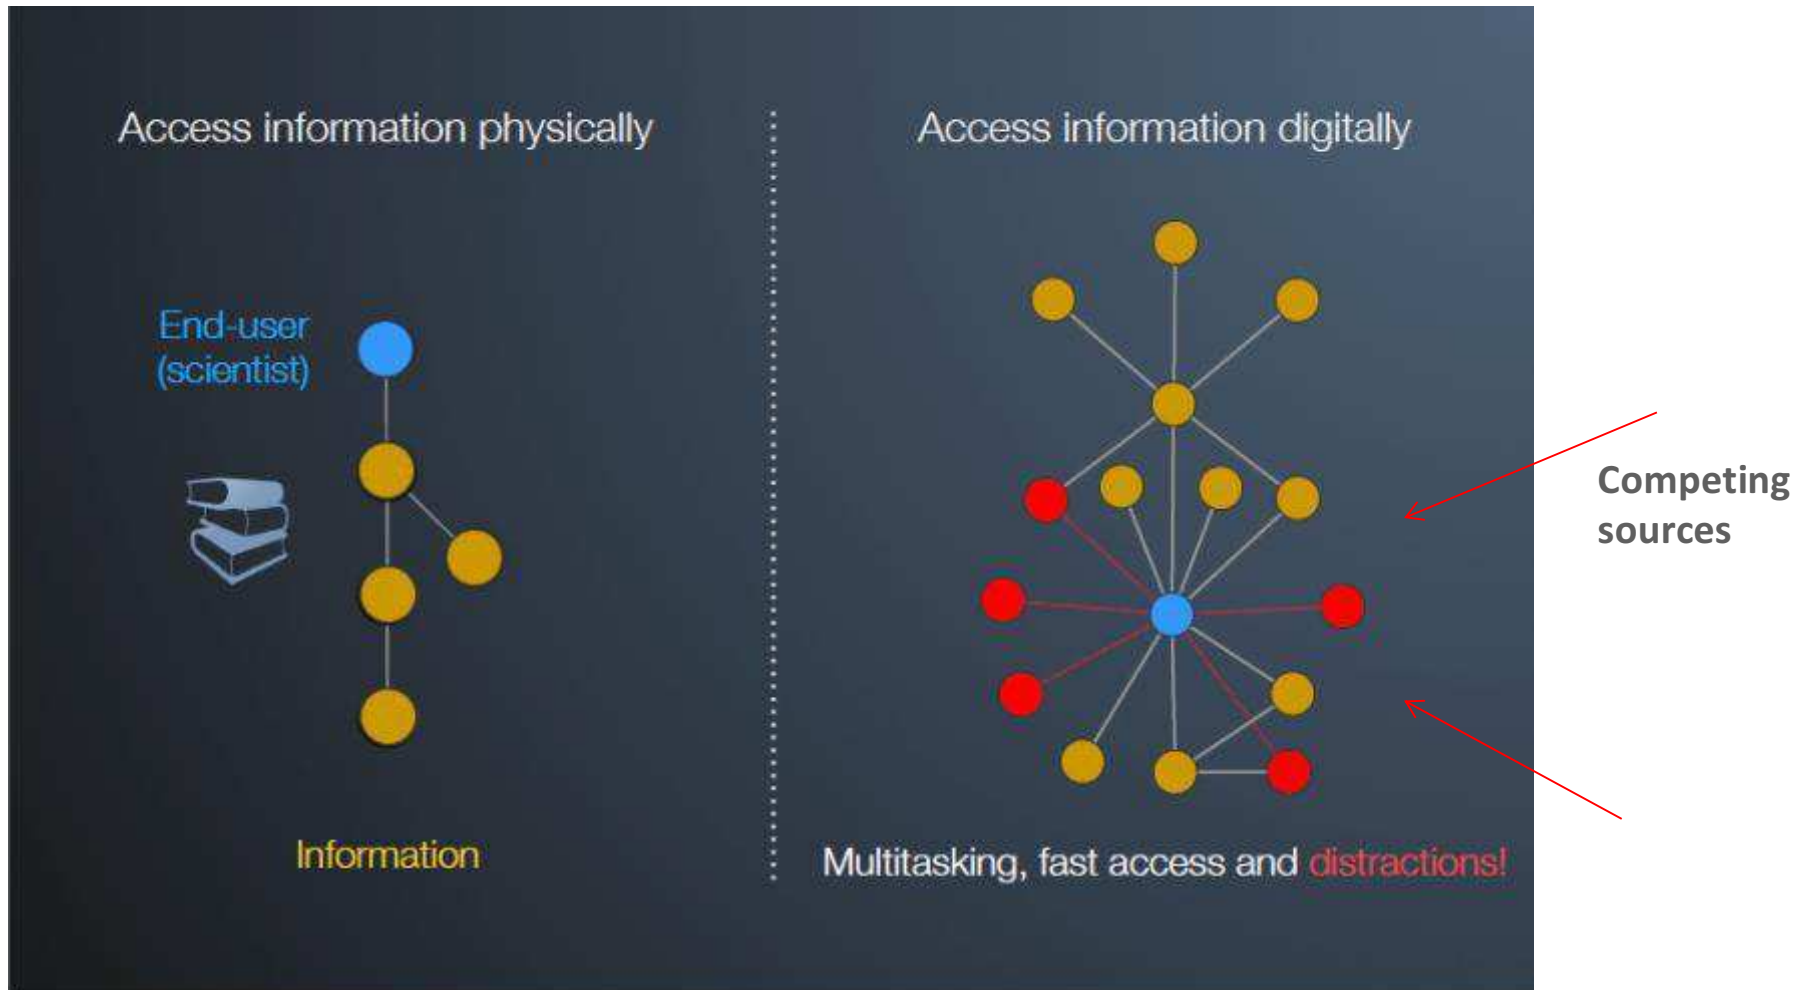 Access information physically
Access information digitally
End-user
(scientist)
Competing
sources
Information
Multitasking, fast access and distractions!